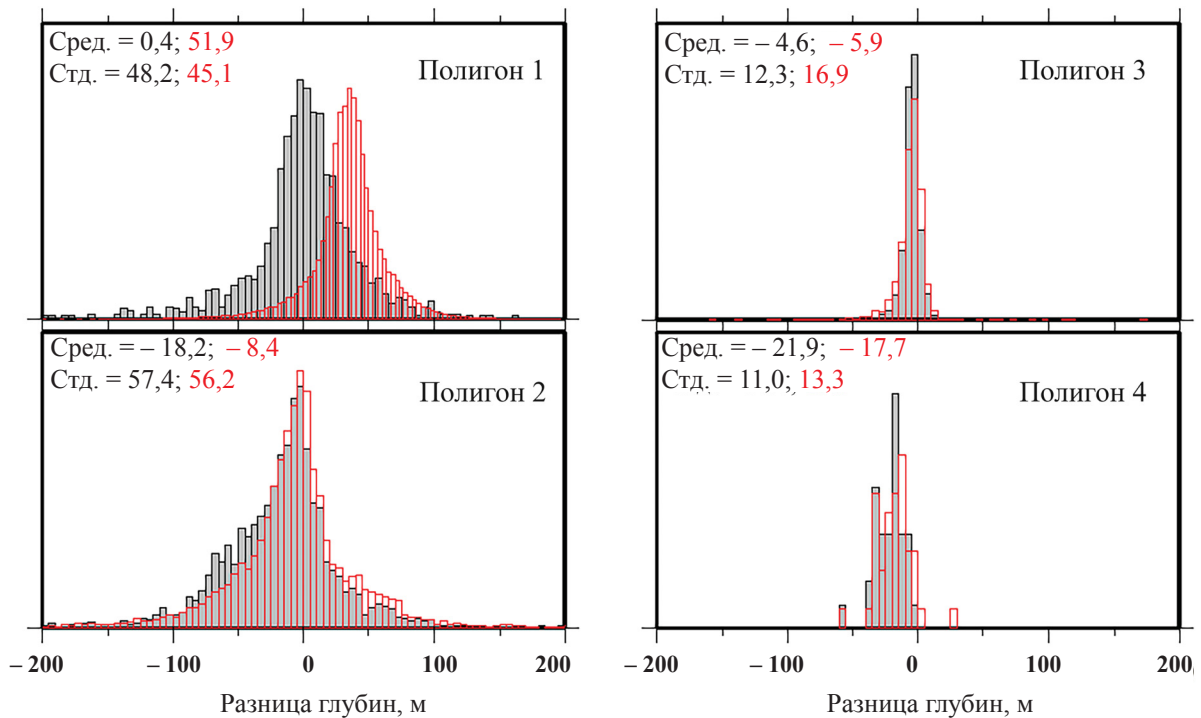 Сред. = 0,4; 51,9
Стд. = 48,2; 45,1
Полигон 1
Сред. = – 4,6; – 5,9
Стд. = 12,3; 16,9
Полигон 3
Сред. = – 18,2; – 8,4
Стд. = 57,4; 56,2
Полигон 2
Сред. = – 21,9; – 17,7
Стд. = 11,0; 13,3
Полигон 4
– 200 – 100 0 100 200
– 200 – 100 0 100 200
Разница глубин, м
Разница глубин, м